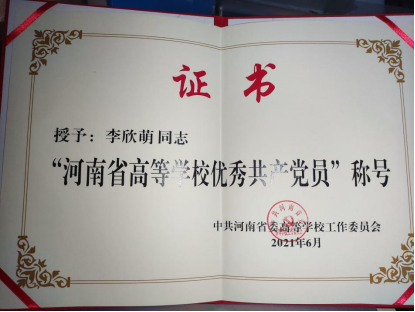 证书
授予：李欣萌同志
“河南省高等学校优秀共产党员”称号
中共河南省委高等学校工作委员会
2021年6月